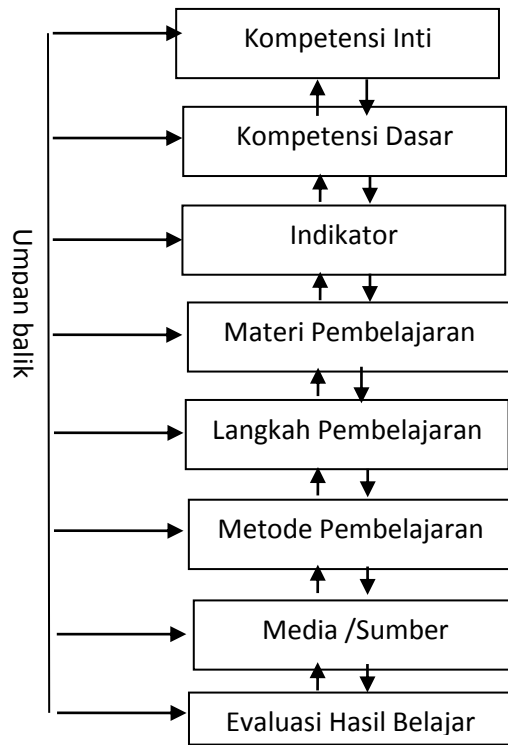 Kompetensi Inti
Kompetensi Dasar
Indikator
Umpan balik
Materi Pembelajaran
Langkah Pembelajaran
Metode Pembelajaran
Media /Sumber
Evaluasi Hasil Belajar